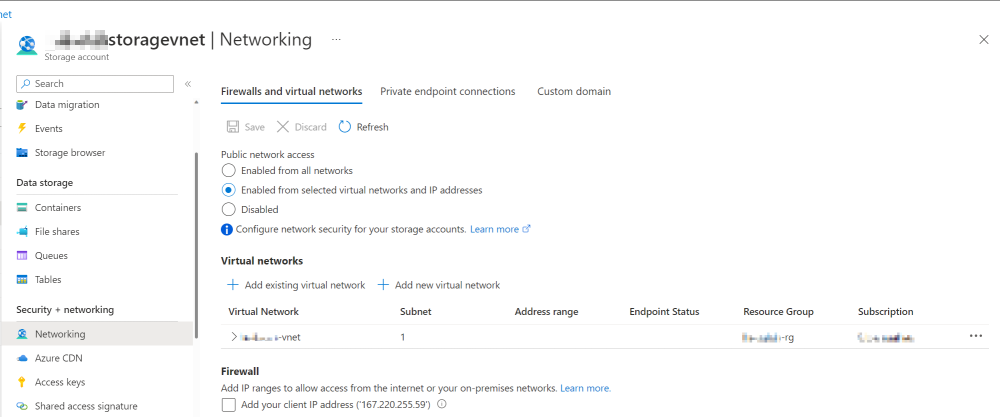 net
storagevnet | Networking ...
Storage account
Search
Data migration
Events
Storage browser
Data storage
Containers
File shares
Queues
Tables
Security + networking
Networking
Azure CDN
Access keys
Shared access signature
Firewalls and virtual networks Private endpoint connections Custom domain
Save Discard Refresh
Public network access
Enabled from all networks
Enabled from selected virtual networks and IP addresses
Disabled
Configure network security for your storage accounts. Learn more
Virtual networks
Add existing virtual network Add new virtual network
Virtual Network Subnet Address range Endpoint Status Resource Group Subscription
-vnet 1 -rg
Firewall
Add IP ranges to allow access from the internet or your on-premises networks. Learn more.
Add your client IP address ('167.220.255.59')